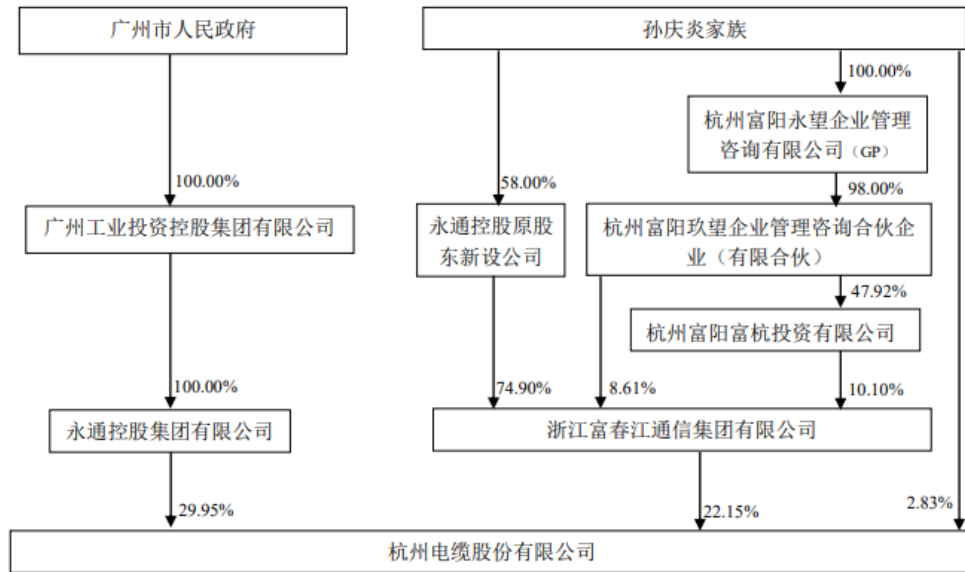 广州市人民政府
孙庆炎家族
100.00%
杭州富阳永望企业管理
咨询有限公司（GP）
100.00%
58.00%
98.00%
广州工业投资控股集团有限公司
永通控股原股
东新设公司
杭州富阳玖望企业管理咨询合伙企
业（有限合伙）
47.92%
杭州富阳富杭投资有限公司
100.00%
74.90%
8.61%
10.10%
永通控股集团有限公司
浙江富春江通信集团有限公司
29.95%
22.15%
2.83%
杭州电缆股份有限公司